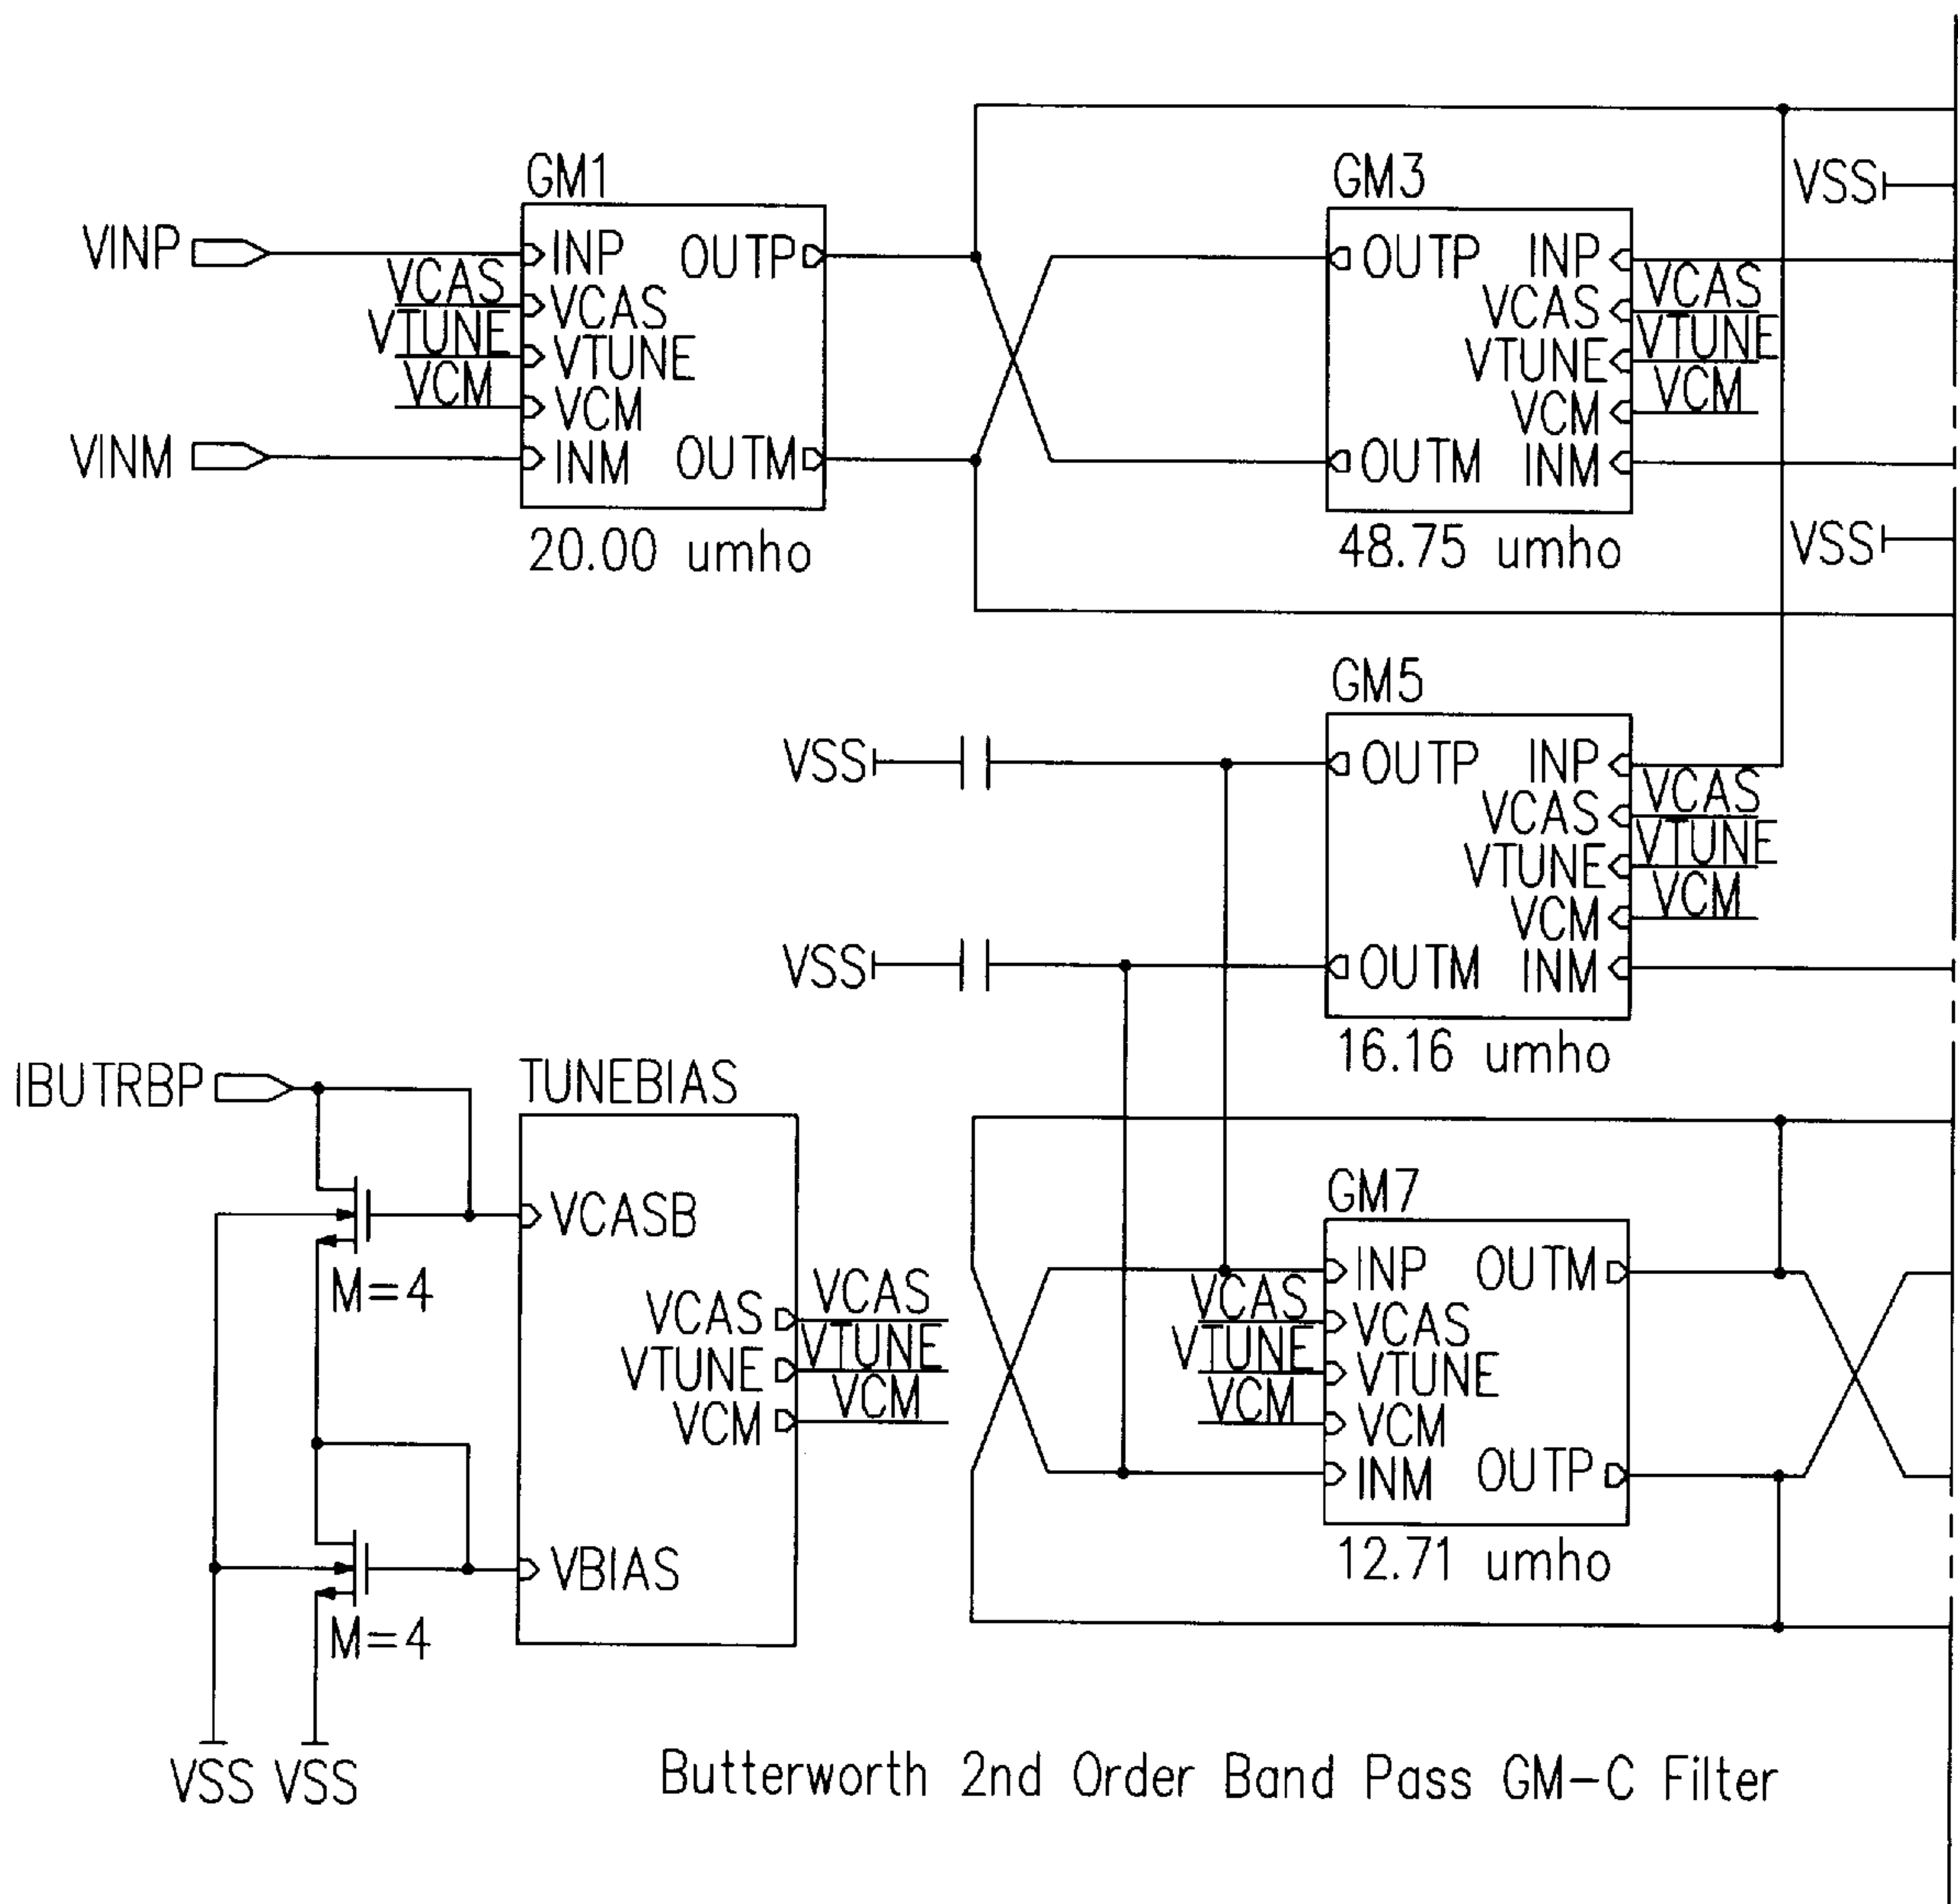 GM1
GM3
VSS
VINP
INP
OUTP
OUTP
INP
VCAS
VCAS
VCAS
VCAS
VTUNE
VTUNE
VTUNE
VTUNE
VCM
VCM
VCM
VCM
VINM
INM
OUTM
OUTM
INM
20.00 umho
48.75 umho
VSS
GM5
VSS
OUTP
INP
VCAS
VCAS
VTUNE
VTUNE
VCM
VCM
VSS
OUTM
INM
16.16 umho
IBUTRBP
TUNEBIAS
GM7
VCASB
M=4
INP
OUTM
VCAS
VCAS
VCAS
VCAS
VTUNE
VTUNE
VTUNE
VTUNE
VCM
VCM
VCM
VCM
INM
OUTP
VBIAS
12.71 umho
M=4
VSS
VSS
Butterworth 2nd Order Band Pass GM-C Filter